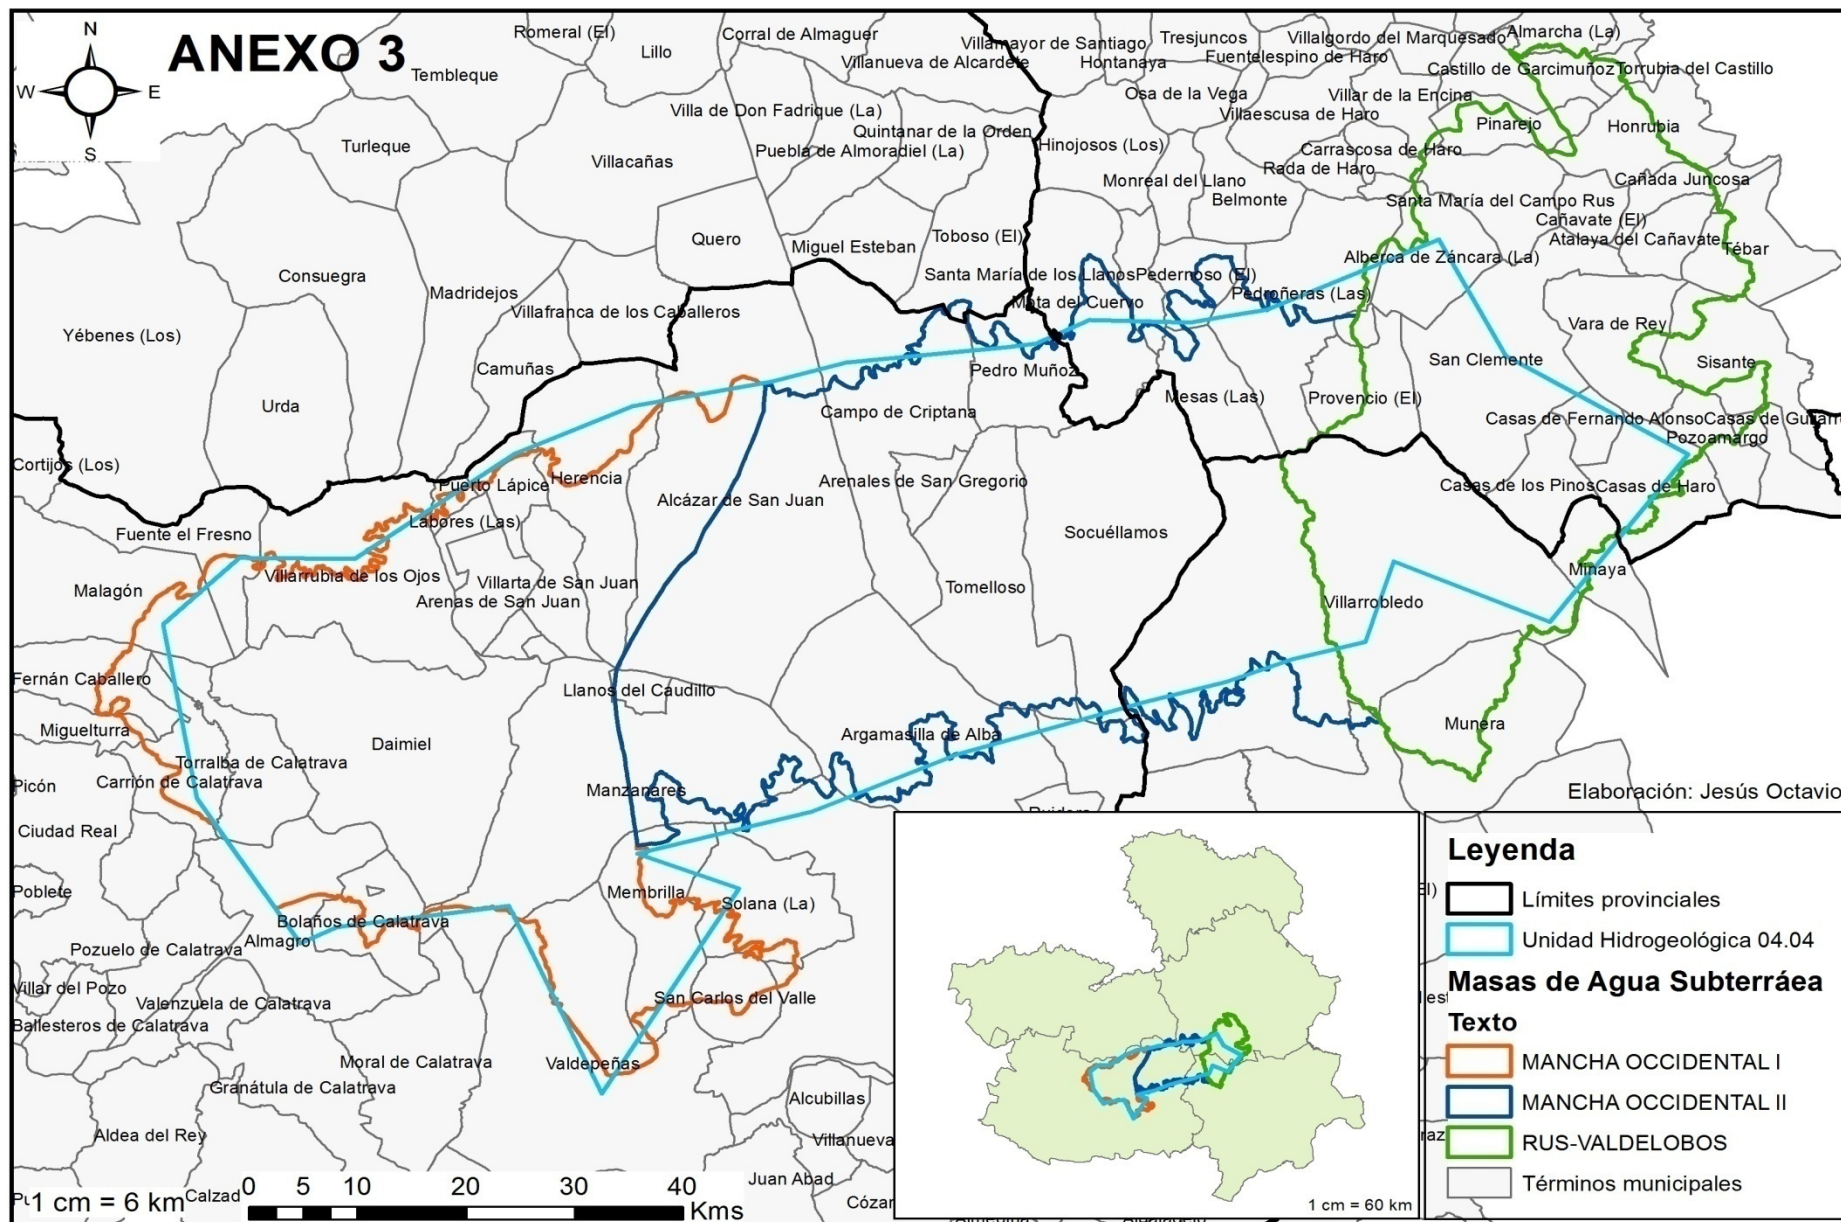 ANEXO 3
N
W
E
S
Romeral (El)
Lillo
Corral de Almaguer
Tembleque
Villanueva de Alcardete
Villamayor de Santiago
Hontanaya
Tresjuncos
Fuentelespino de Haro
Villalgordo del Marquesado
Almarcha (La)
Castillo de Garcimuñoz
Torrubia del Castillo
Osa de la Vega
Villaescusa de Haro
Villar de la Encina
Pinarejo
Honrubia
Villa de Don Fadrique (La)
Quintanar de la Orden
Puebla de Almoradiel (La)
Turleque
Villacañas
Hinojosos (Los)
Carrascosa de Haro
Rada de Haro
Monreal del Llano
Belmonte
Cañada Juncosa
Santa María del Campo Rus
Cañavate (El)
Atalaya del Cañavate
Tébar
Quero
Miguel Esteban
Toboso (El)
Alberca de Záncara (La)
Consuegra
Madridejos
Santa María de los Llanos
Pedernoso (El)
Mota del Cuervo
Pedroñeras (Las)
Villafranca de los Caballeros
Yébenes (Los)
Vara de Rey
San Clemente
Sisante
Camuñas
Pedro Muñoz
Mesas (Las)
Provencio (El)
Urda
Campo de Criptana
Casas de Fernando Alonso
Casas de Guijarro
Pozoamargo
Cortijos (Los)
Puerto Lápice
Herencia
Arenales de San Gregorio
Alcázar de San Juan
Casas de los Pinos
Casas de Haro
Labores (Las)
Fuente el Fresno
Socuéllamos
Villarrubia de los Ojos
Malagón
Villarta de San Juan
Arenas de San Juan
Tomelloso
Minaya
Villarrobledo
Fernán Caballero
Llanos del Caudillo
Miguelturra
Daimiel
Argamasilla de Alba
Munera
Torralba de Calatrava
Carrión de Calatrava
Picón
Manzanares
Elaboración: Jesús Octavio
Ciudad Real
Poblete
Membrilla
Solana (La)
Bolaños de Calatrava
Almagro
Pozuelo de Calatrava
Villar del Pozo
Valenzuela de Calatrava
San Carlos del Valle
Ballesteros de Calatrava
Moral de Calatrava
Valdepeñas
Granátula de Calatrava
Alcubillas
Aldea del Rey
Villanueva
Juan Abad
Calzad
Cózar
1 cm = 6 km
0 5 10 20 30 40
Kms
1 cm = 60 km
Leyenda
Límites provinciales
Unidad Hidrogeológica 04.04
Masas de Agua Subterráea
Texto
MANCHA OCCIDENTAL I
MANCHA OCCIDENTAL II
RUS-VALDELOBOS
Términos municipales